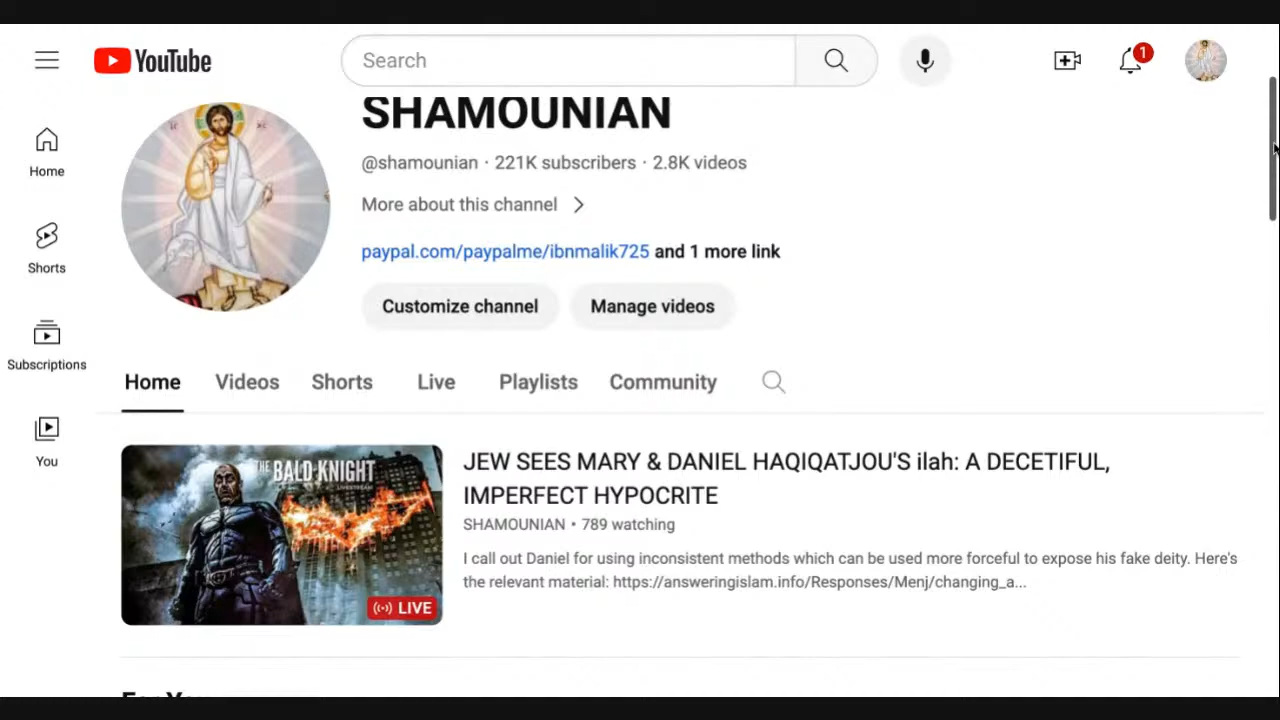 YouTube
Search
1
Home
Shorts
Subscriptions
You
SHAMOUNIAN
@shamounian · 221K subscribers · 2.8K videos
More about this channel
paypal.com/paypalme/ibnmalik725 and 1 more link
Customize channel
Manage videos
Home Videos Shorts Live Playlists Community
THE BALD KNIGHT
LIVESTREAM
LIVE
JEW SEES MARY & DANIEL HAQIQATJOU'S ilah: A DECETIFUL,
IMPERFECT HYPOCRITE
SHAMOUNIAN • 789 watching
I call out Daniel for using inconsistent methods which can be used more forceful to expose his fake deity. Here's
the relevant material: https://answeringislam.info/Responses/Menj/changing_a...
For You